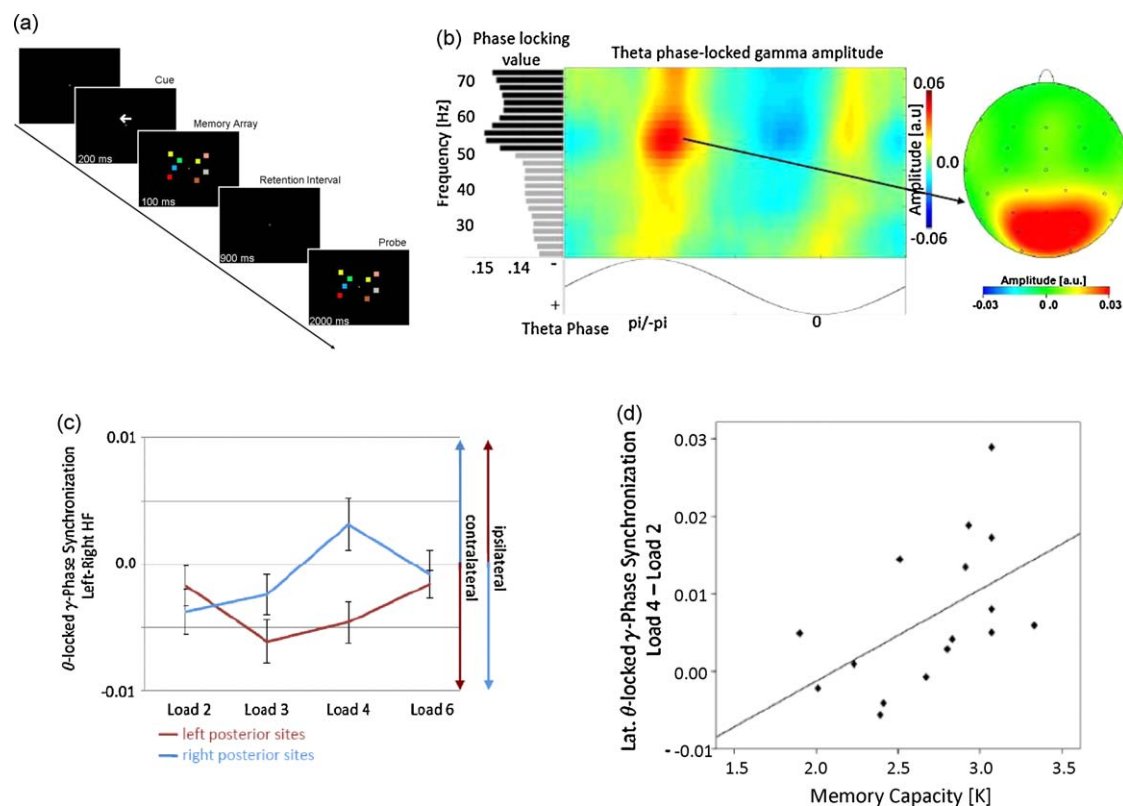 (a)
Cue
200 ms
Memory Array
100 ms
Retention Interval
900 ms
Probe
2000 ms
(b)
Phase locking
value
Theta phase-locked gamma amplitude
Frequency [Hz]
70
60
50
40
30
.15 .14 -
+
Theta Phase
pi/-pi
0
0.06
0.0
-0.06
Amplitude [a.u]
Amplitude [a.u.]
-0.03 0.0 0.03
(c)
θ-locked γ-Phase Synchronization
Left-Right HF
0.01
0.0
-0.01
contralateral
ipsilateral
Load 2 Load 3 Load 4 Load 6
left posterior sites
right posterior sites
(d)
Lat. θ-locked γ-Phase Synchronization
Load 4 – Load 2
0.03
0.02
0.01
0.00
-0.01
1.5 2.0 2.5 3.0 3.5
Memory Capacity [K]